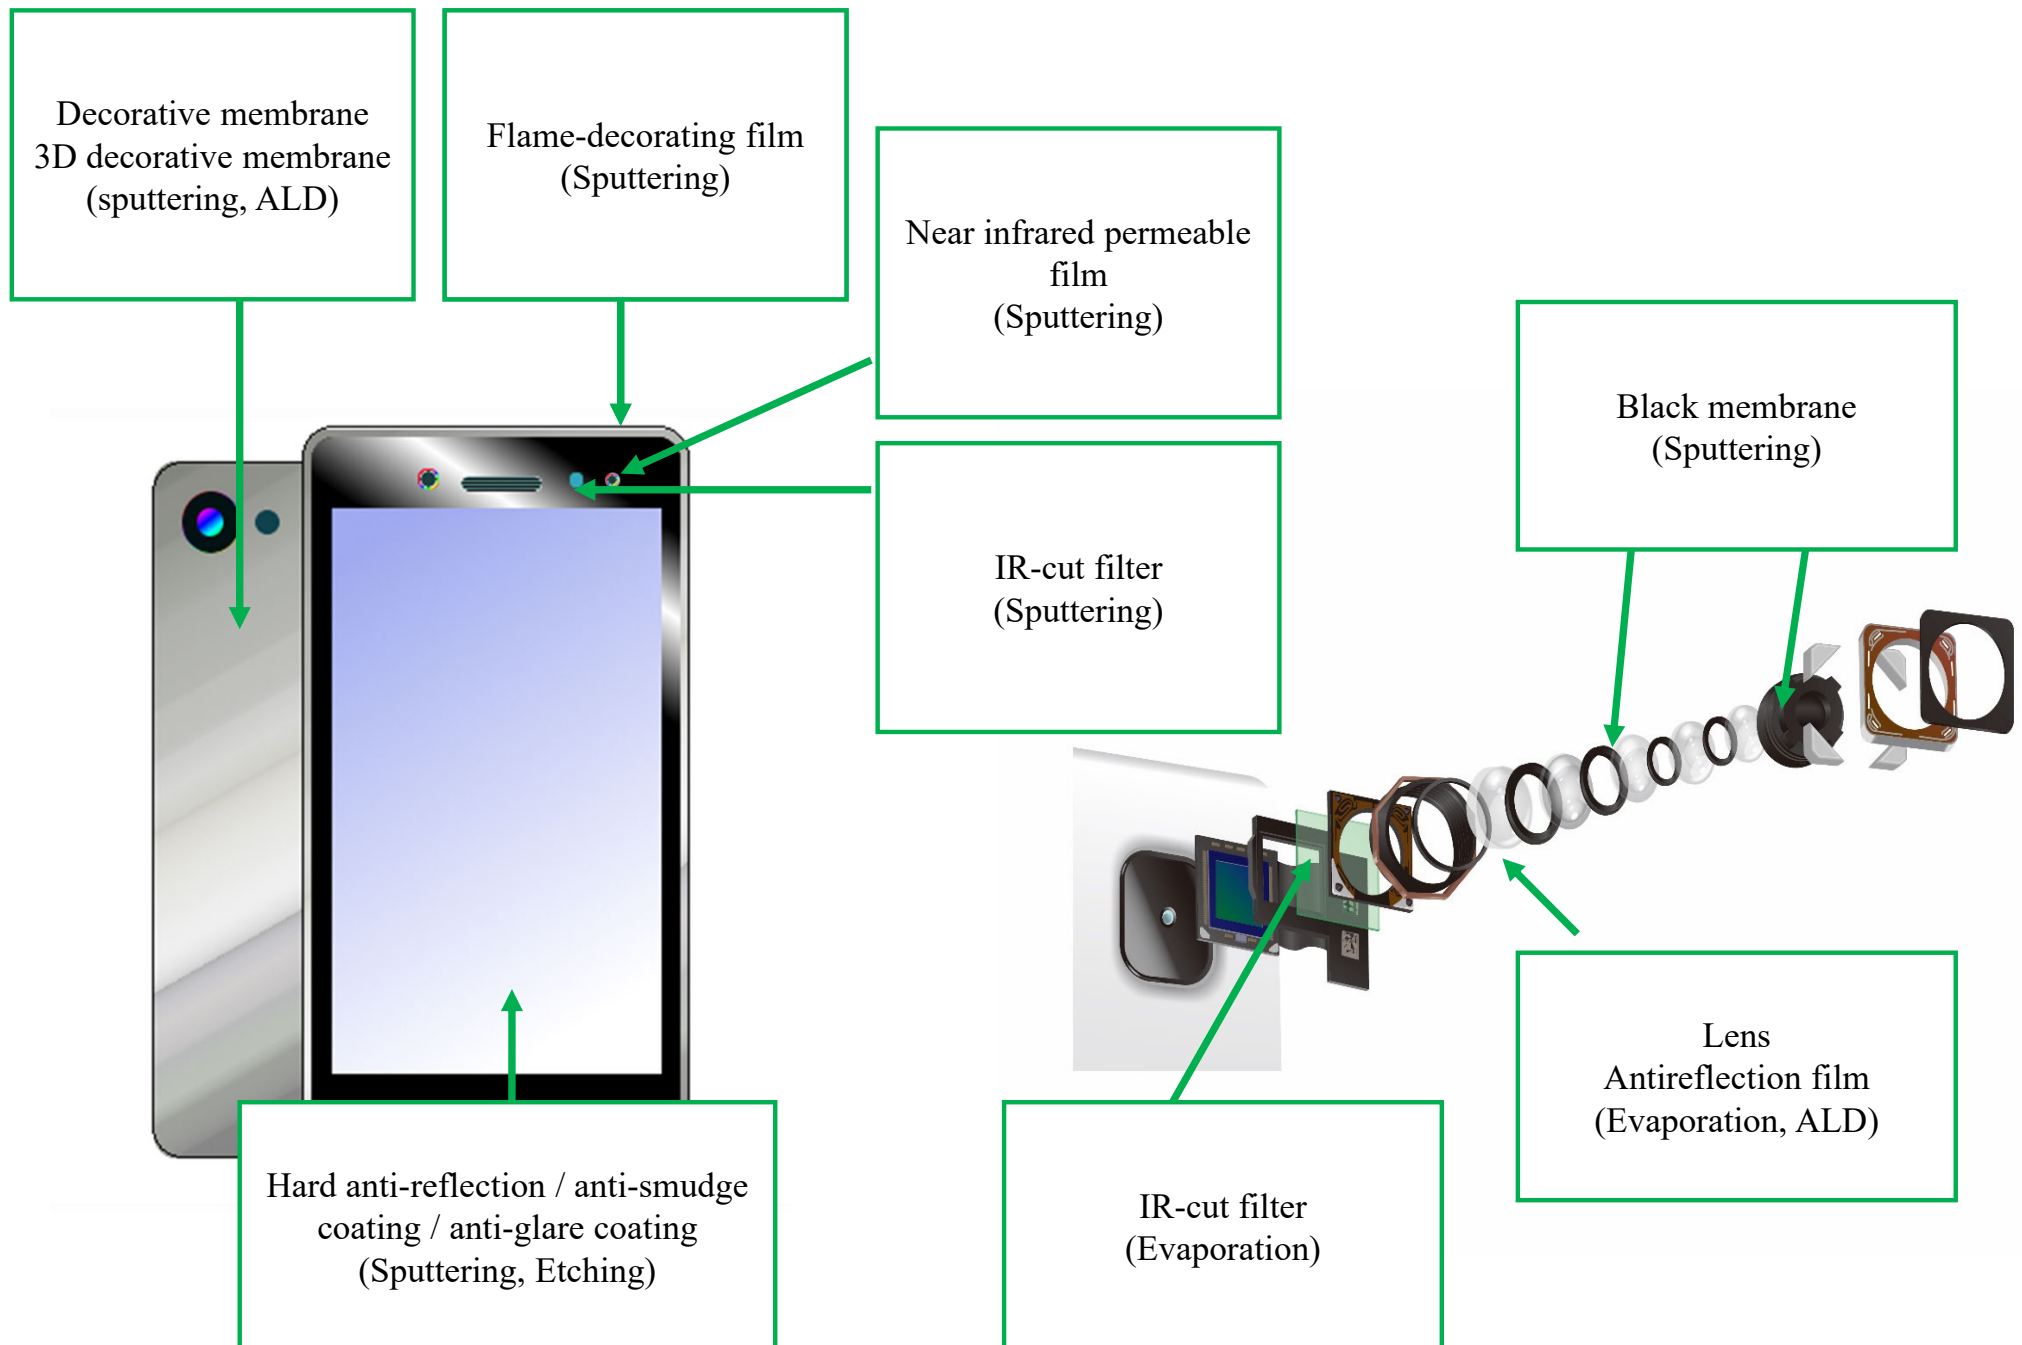 Decorative membrane
3D decorative membrane
(sputtering, ALD)
Flame-decorating film
(Sputtering)
Near infrared permeable
film
(Sputtering)
IR-cut filter
(Sputtering)
Black membrane
(Sputtering)
Lens
Antireflection film
(Evaporation, ALD)
Hard anti-reflection / anti-smudge
coating / anti-glare coating
(Sputtering, Etching)
IR-cut filter
(Evaporation)